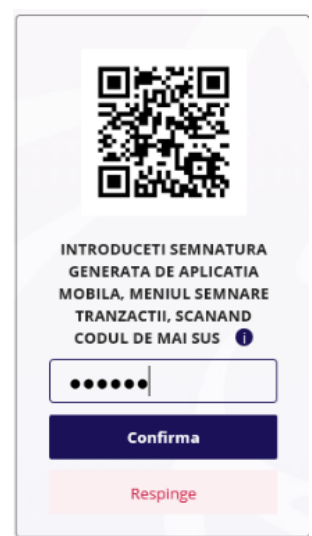 INTRODUCETI SEMNATURA
GENERATA DE APLICATIA
MOBILA, MENIUL SEMNARE
TRANZACTII, SCANAND
CODUL DE MAI SUS i
••••••
Confirma
Respinge